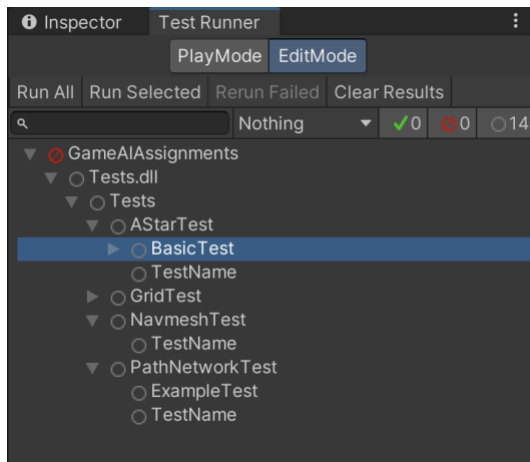 Inspector Test Runner
PlayMode EditMode
Run All Run Selected Rerun Failed Clear Results
Nothing 0 0 14
GameAIAssignments
Tests.dll
Tests
AStarTest
BasicTest
TestName
GridTest
NavmeshTest
TestName
PathNetworkTest
ExampleTest
TestName